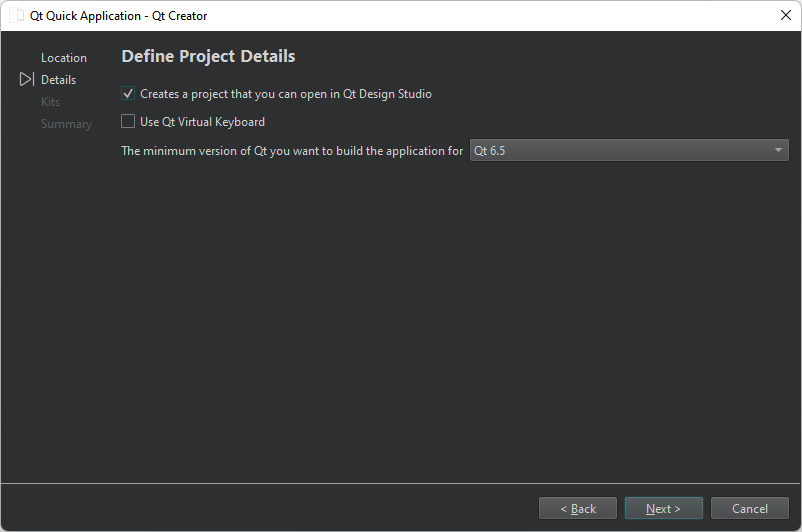 Qt Quick Application - Qt Creator
Location
Details
Kits
Summary
Define Project Details
Creates a project that you can open in Qt Design Studio
Use Qt Virtual Keyboard
The minimum version of Qt you want to build the application for Qt 6.5
< Back Next > Cancel